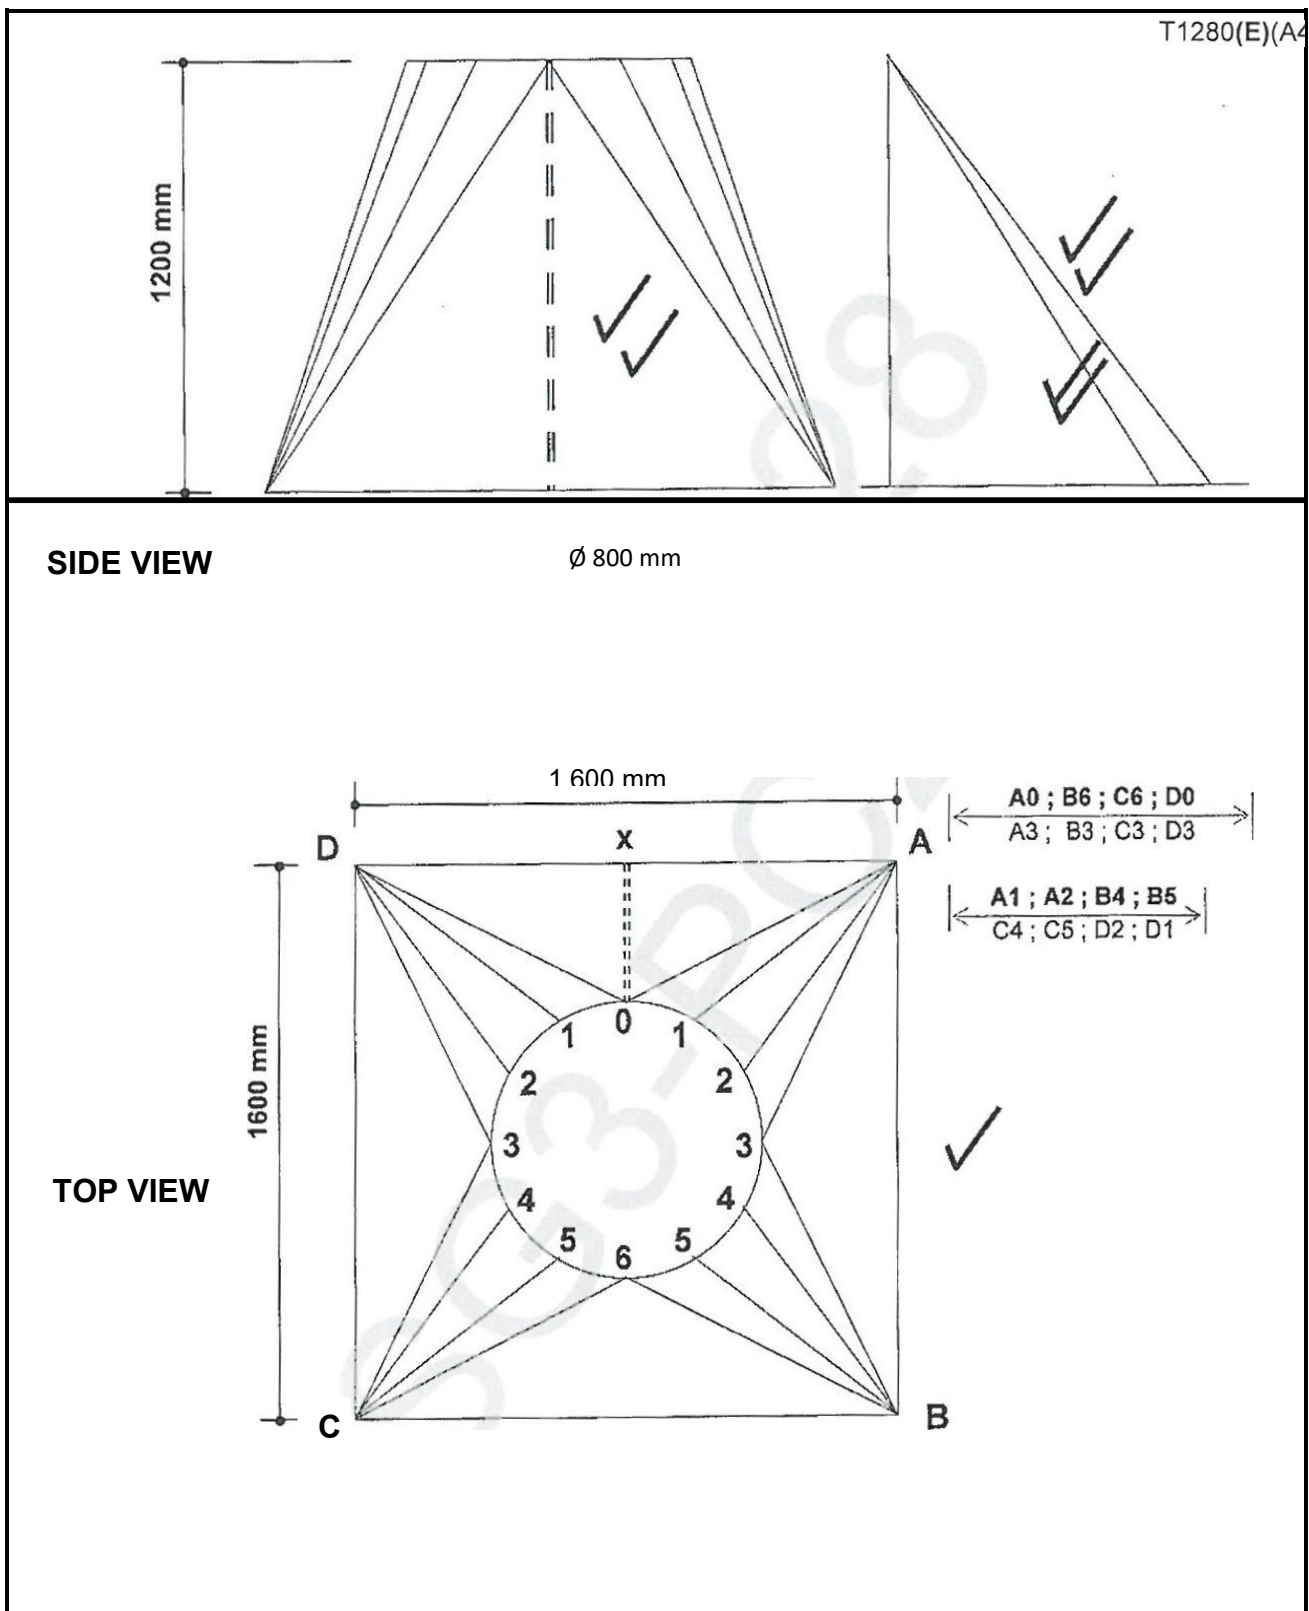 T1280(E)(A4
1200 mm
SIDE VIEW
Ø 800 mm
1 600 mm
A0 ; B6 ; C6 ; D0
A3 ; B3 ; C3 ; D3
D
X
A
A1 ; A2 ; B4 ; B5
C4 ; C5 ; D2 ; D1
1 0 1
2 2
1600 mm
3 3
TOP VIEW
4 4
5 6 5
C
B